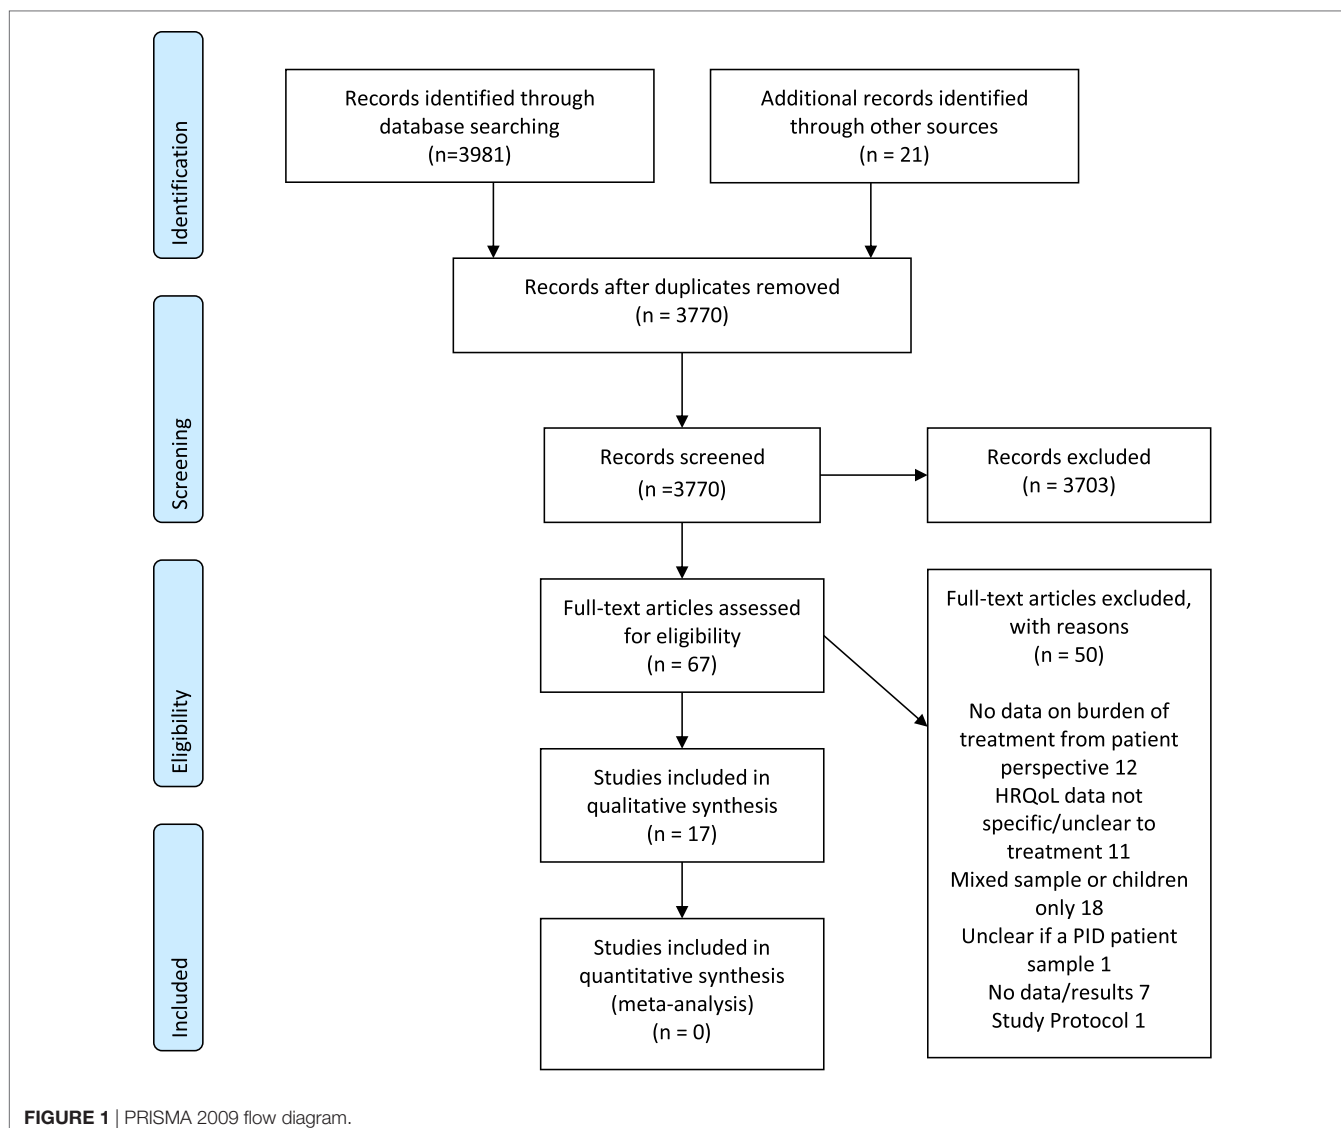 Identification
Records identified through
database searching
(n=3981)
Additional records identified
through other sources
(n = 21)
Records after duplicates removed
(n = 3770)
Screening
Records screened
(n =3770)
Records excluded
(n = 3703)
Eligibility
Full-text articles assessed
for eligibility
(n = 67)
Full-text articles excluded,
with reasons
(n = 50)
No data on burden of
treatment from patient
perspective 12
HRQoL data not
specific/unclear to
treatment 11
Mixed sample or children
only 18
Unclear if a PID patient
sample 1
No data/results 7
Study Protocol 1
Studies included in
qualitative synthesis
(n = 17)
Included
Studies included in
quantitative synthesis
(meta-analysis)
(n = 0)
FIGURE 1 | PRISMA 2009 flow diagram.